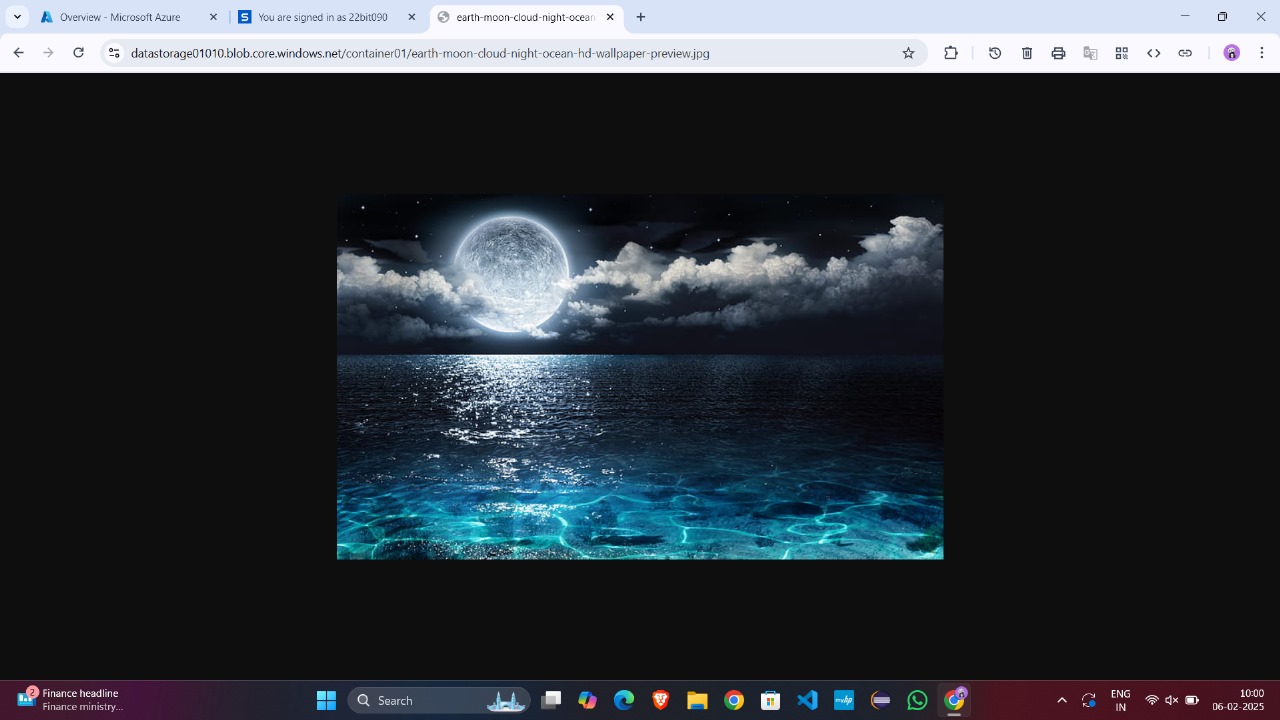 Overview - Microsoft Azure
You are signed in as 22bit090
earth-moon-cloud-night-ocean
datastorage01010.blob.core.windows.net/container01/earth-moon-cloud-night-ocean-hd-wallpaper-preview.jpg
2
Finance headline
Finance ministry...
Search
myhp
ENG
IN
10:00
06-02-2025